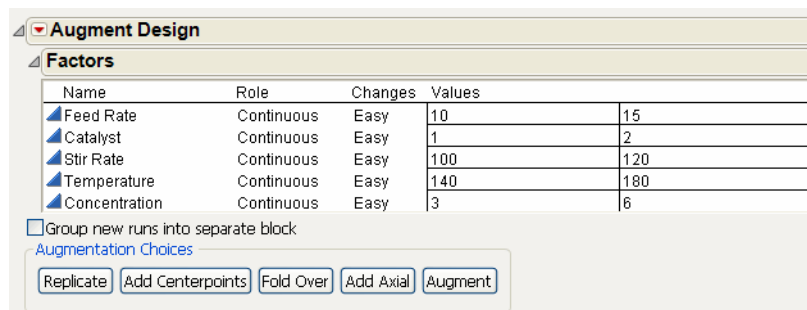 Augment Design
Factors
Name Role Changes Values
Feed Rate Continuous Easy 10 15
Catalyst Continuous Easy 1 2
Stir Rate Continuous Easy 100 120
Temperature Continuous Easy 140 180
Concentration Continuous Easy 3 6
Group new runs into separate block
Augmentation Choices
Replicate Add Centerpoints Fold Over Add Axial Augment